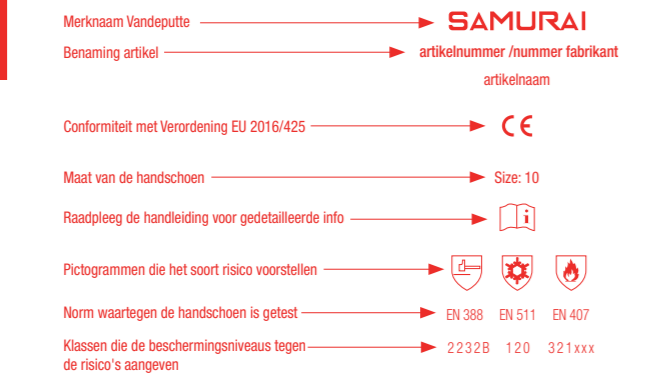 Merknaam Vandeputte SAMURAI
Benaming artikel artikelnummer /nummer fabrikant
artikelnaam
Conformiteit met Verordening EU 2016/425 CE
Maat van de handschoen Size: 10
Raadpleeg de handleiding voor gedetailleerde info i
Pictogrammen die het soort risico voorstellen
Norm waartegen de handschoen is getest EN 388 EN 511 EN 407
Klassen die de beschermingsniveaus tegen 2232B 120 321xxx
de risico's aangeven